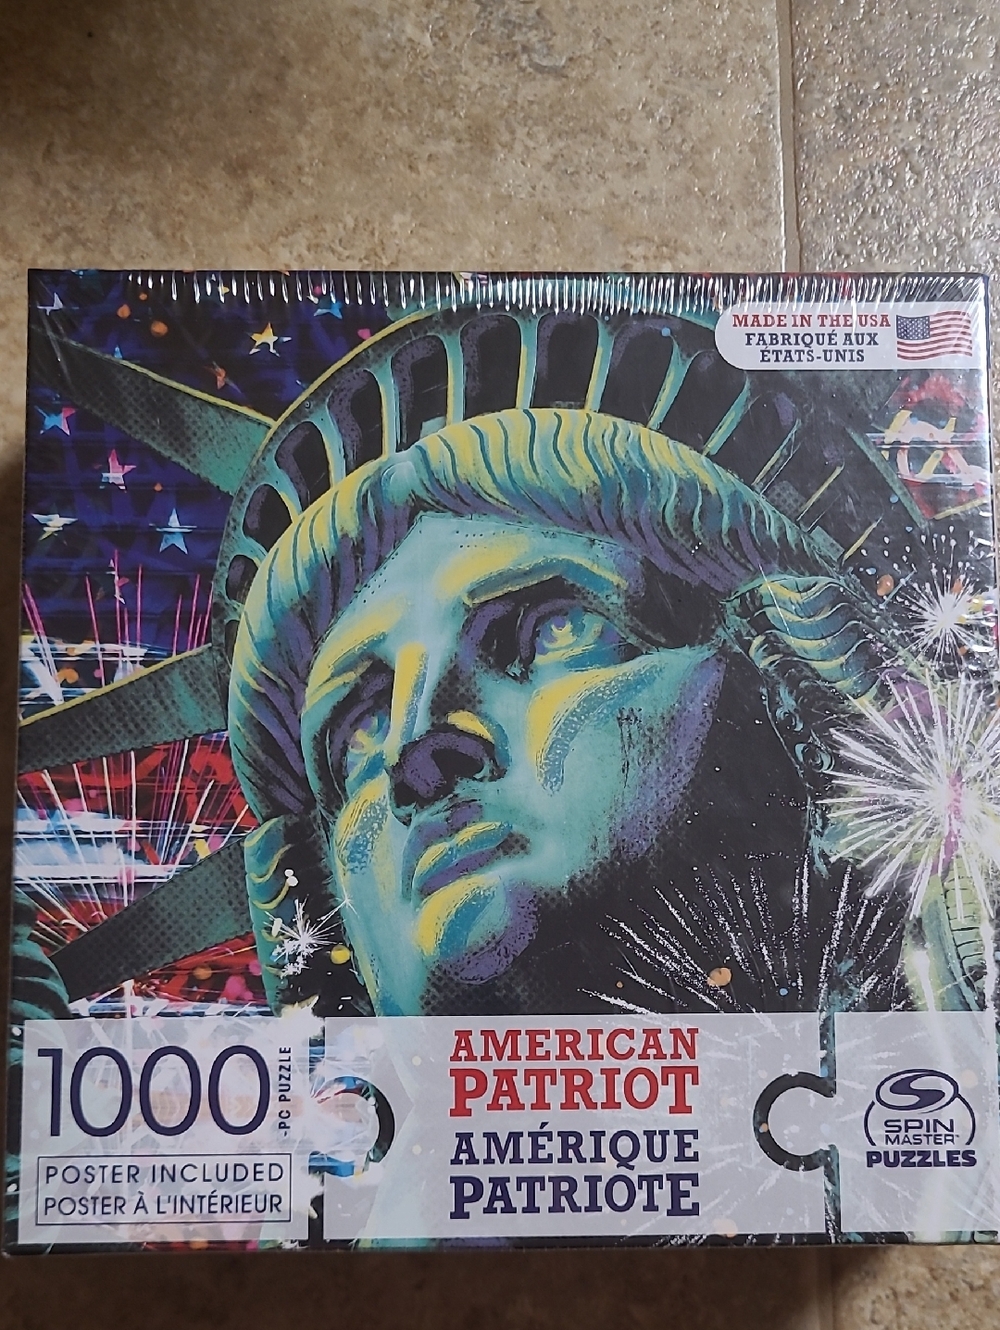 MADE IN THE USA
FABRIQUÉ AUX
ÉTATS-UNIS
1000
-PC PUZZLE
POSTER INCLUDED
POSTER À L'INTÉRIEUR
AMERICAN
PATRIOT
AMÉRIQUE
PATRIOTE
SPIN
MASTER™
PUZZLES